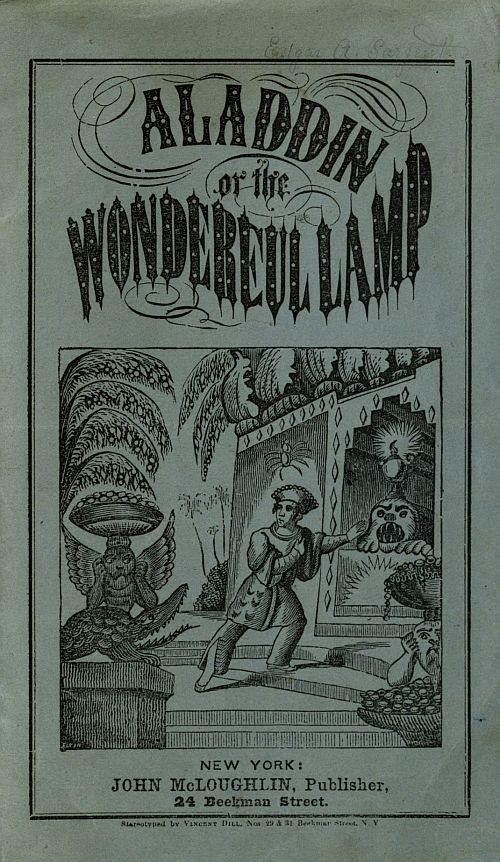 Edgar A.
ALADDIN
or the
WONDERFUL LAMP
NEW YORK:
JOHN McLOUGHLIN, Publisher,
24 Beekman Street.
Stereotyped by VINCENT DILL, Nos 29 & 31 Beekman Street, N. Y